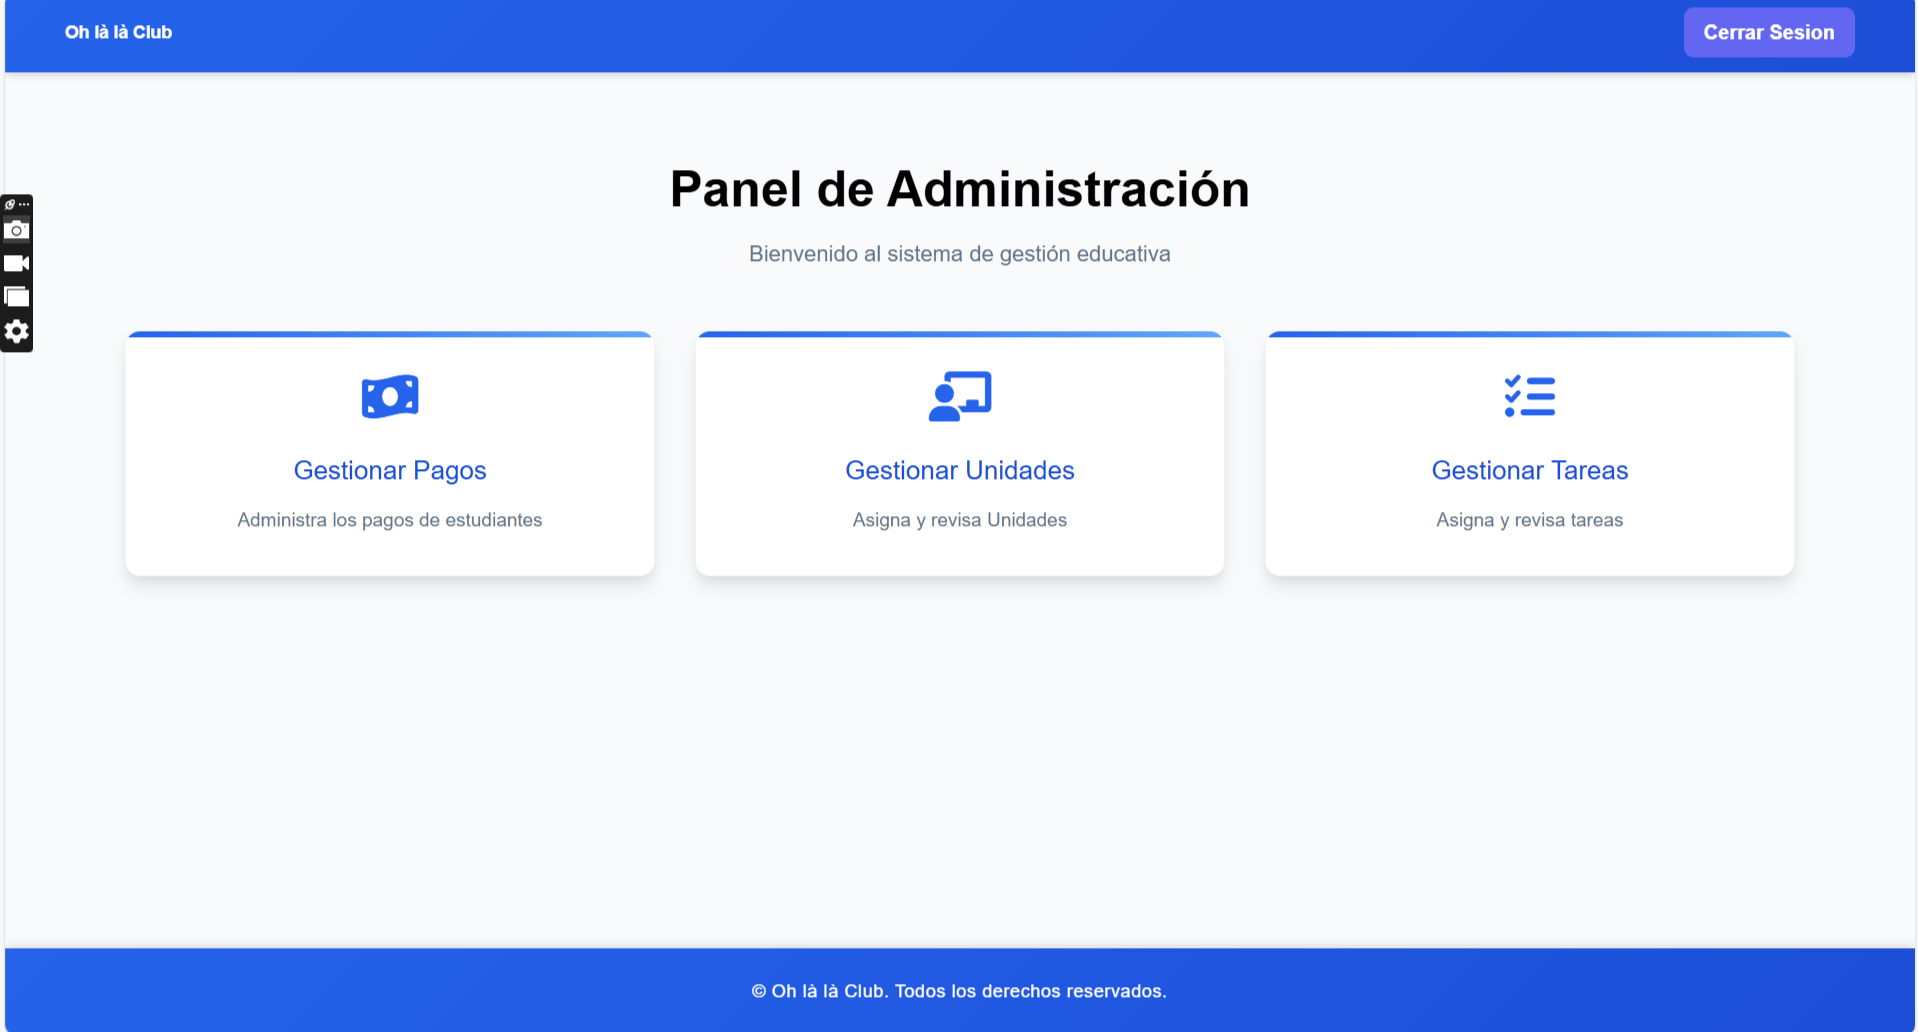 Oh là là Club
Cerrar Sesion
Panel de Administración
Bienvenido al sistema de gestión educativa
Gestionar Pagos
Administra los pagos de estudiantes
Gestionar Unidades
Asigna y revisa Unidades
Gestionar Tareas
Asigna y revisa tareas
© Oh là là Club. Todos los derechos reservados.